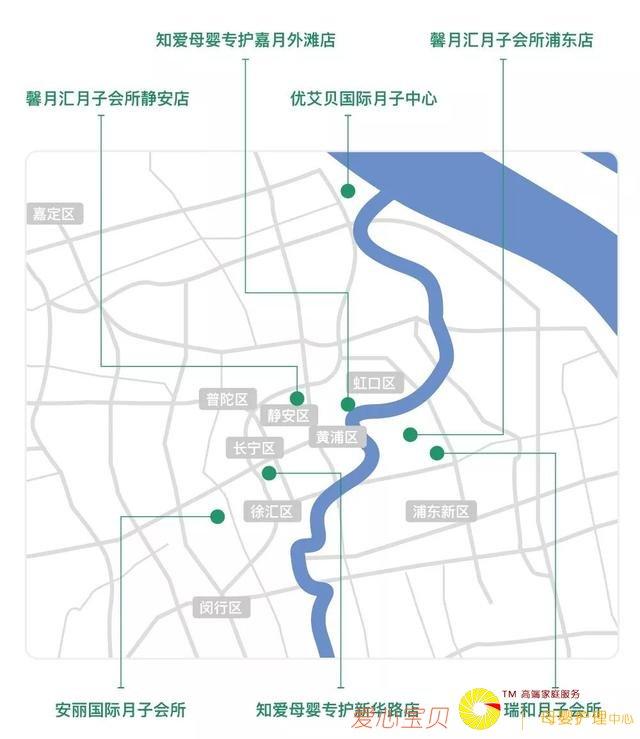 知爱母婴专护嘉月外滩店
馨月汇月子会所浦东店
馨月汇月子会所静安店
优艾贝国际月子中心
嘉定区
虹口区
普陀区
静安区
黄浦区
长宁区
徐汇区
浦东新区
闵行区
TM 高端家庭服务
安丽国际月子会所
知爱母婴专护新华路店
瑞和月子会所
爱心宝贝
母婴护理中心